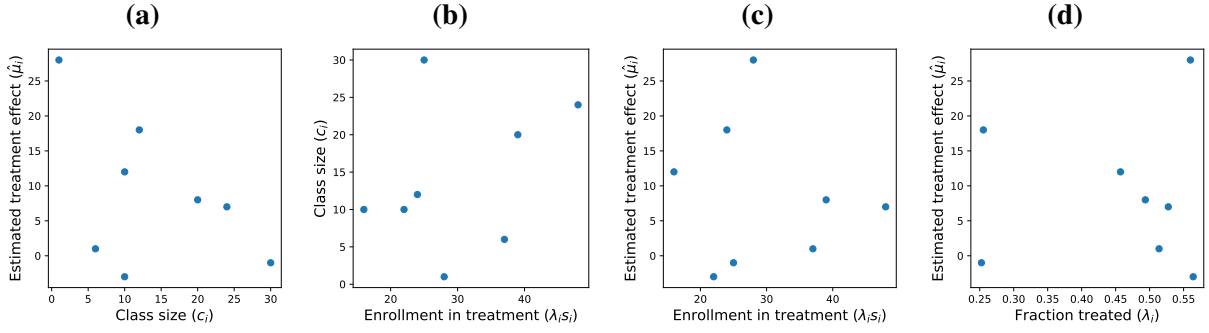 (a)
Estimated treatment effect (μ̂ᵢ)
25
20
15
10
5
0
0 5 10 15 20 25 30
Class size (cᵢ)
(b)
Class size (cᵢ)
30
25
20
15
10
5
0
20 30 40
Enrollment in treatment (λᵢsᵢ)
(c)
Estimated treatment effect (μ̂ᵢ)
25
20
15
10
5
0
20 30 40
Enrollment in treatment (λᵢsᵢ)
(d)
Estimated treatment effect (μ̂ᵢ)
25
20
15
10
5
0
0.25 0.30 0.35 0.40 0.45 0.50 0.55
Fraction treated (λᵢ)